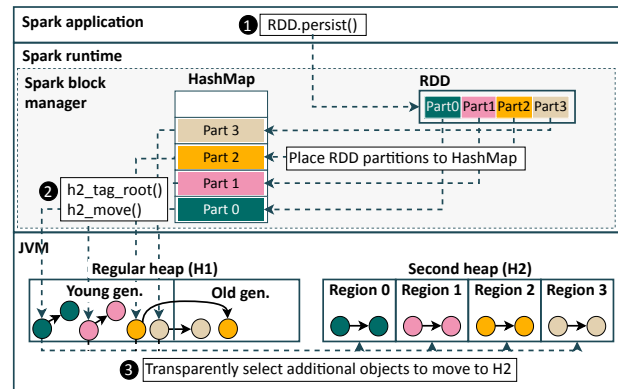 Spark application
1 RDD.persist()
Spark runtime
Spark block
manager
HashMap
RDD
Part0 Part1 Part2 Part3
Part 3
Part 2
Place RDD partitions to HashMap
Part 1
Part 0
2 h2_tag_root()
h2_move()
JVM
Regular heap (H1)
Second heap (H2)
Young gen.
Old gen.
Region 0 Region 1 Region 2 Region 3
3 Transparently select additional objects to move to H2